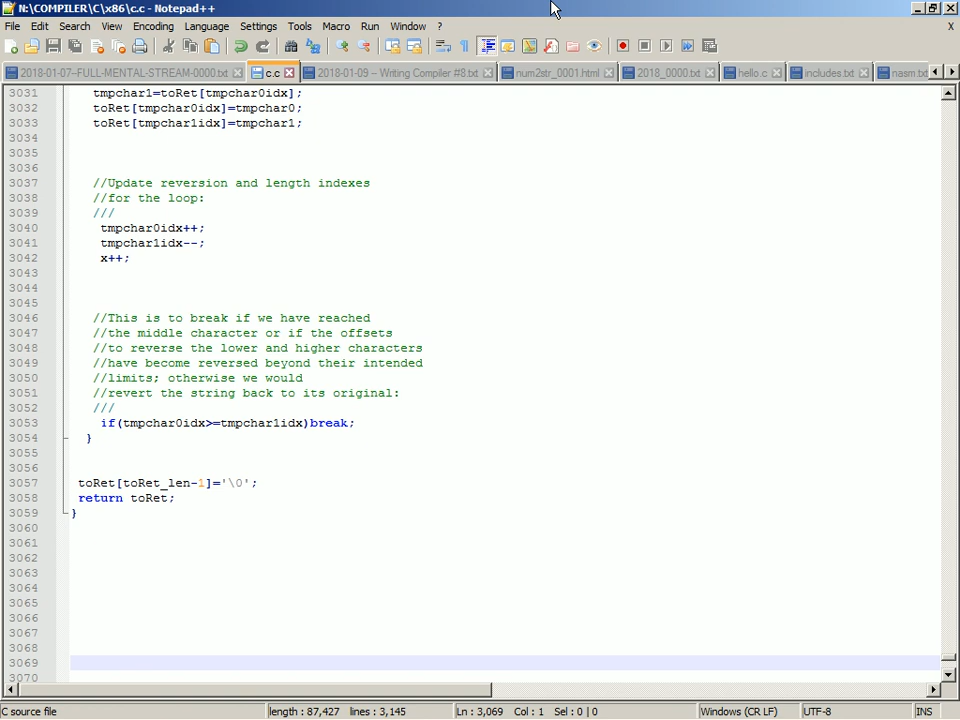 N:\COMPILER\C\x86\c.c - Notepad++
File Edit Search View Encoding Language Settings Tools Macro Run Window ? X
2018-01-07-FULL-MENTAL-STREAM-0000.txt c.c 2018-01-09 -- Writing Compiler #8.txt num2str_0001.html 2018_0000.txt hello.c includes.txt nasm.txt
3031 tmpchar1=toRet[tmpchar0idx];
3032 toRet[tmpchar0idx]=tmpchar0;
3033 toRet[tmpchar1idx]=tmpchar1;
3034
3035
3036
3037 //Update reversion and length indexes
3038 //for the loop:
3039 ///
3040 tmpchar0idx++;
3041 tmpchar1idx--;
3042 x++;
3043
3044
3045
3046 //This is to break if we have reached
3047 //the middle character or if the offsets
3048 //to reverse the lower and higher characters
3049 //have become reversed beyond their intended
3050 //limits; otherwise we would
3051 //revert the string back to its original:
3052 ///
3053 if(tmpchar0idx>=tmpchar1idx)break;
3054 }
3055
3056
3057 toRet[toRet_len-1]='\0';
3058 return toRet;
3059 }
3060
3061
3062
3063
3064
3065
3066
3067
3068
3069
3070
C source file length : 87,427 lines : 3,145 Ln : 3,069 Col : 1 Sel : 0 | 0 Windows (CR LF) UTF-8 INS